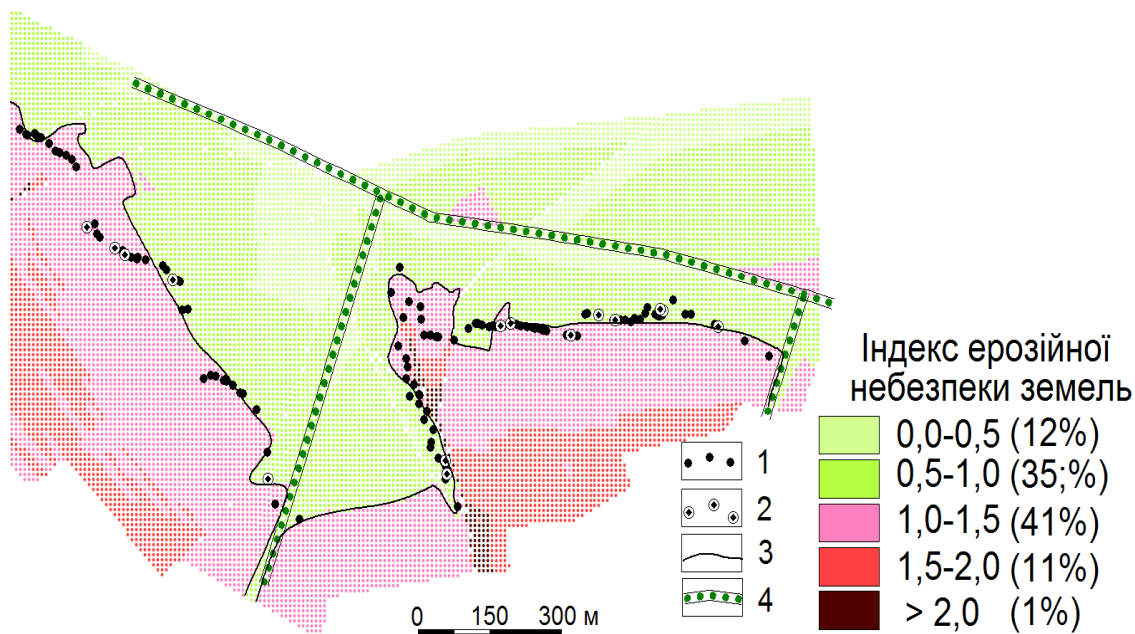 Індекс ерозійної
небезпеки земель
0,0-0,5 (12%)
0,5-1,0 (35;%)
1,0-1,5 (41%)
1,5-2,0 (11%)
> 2,0 (1%)
1
2
3
4
0 150 300 м